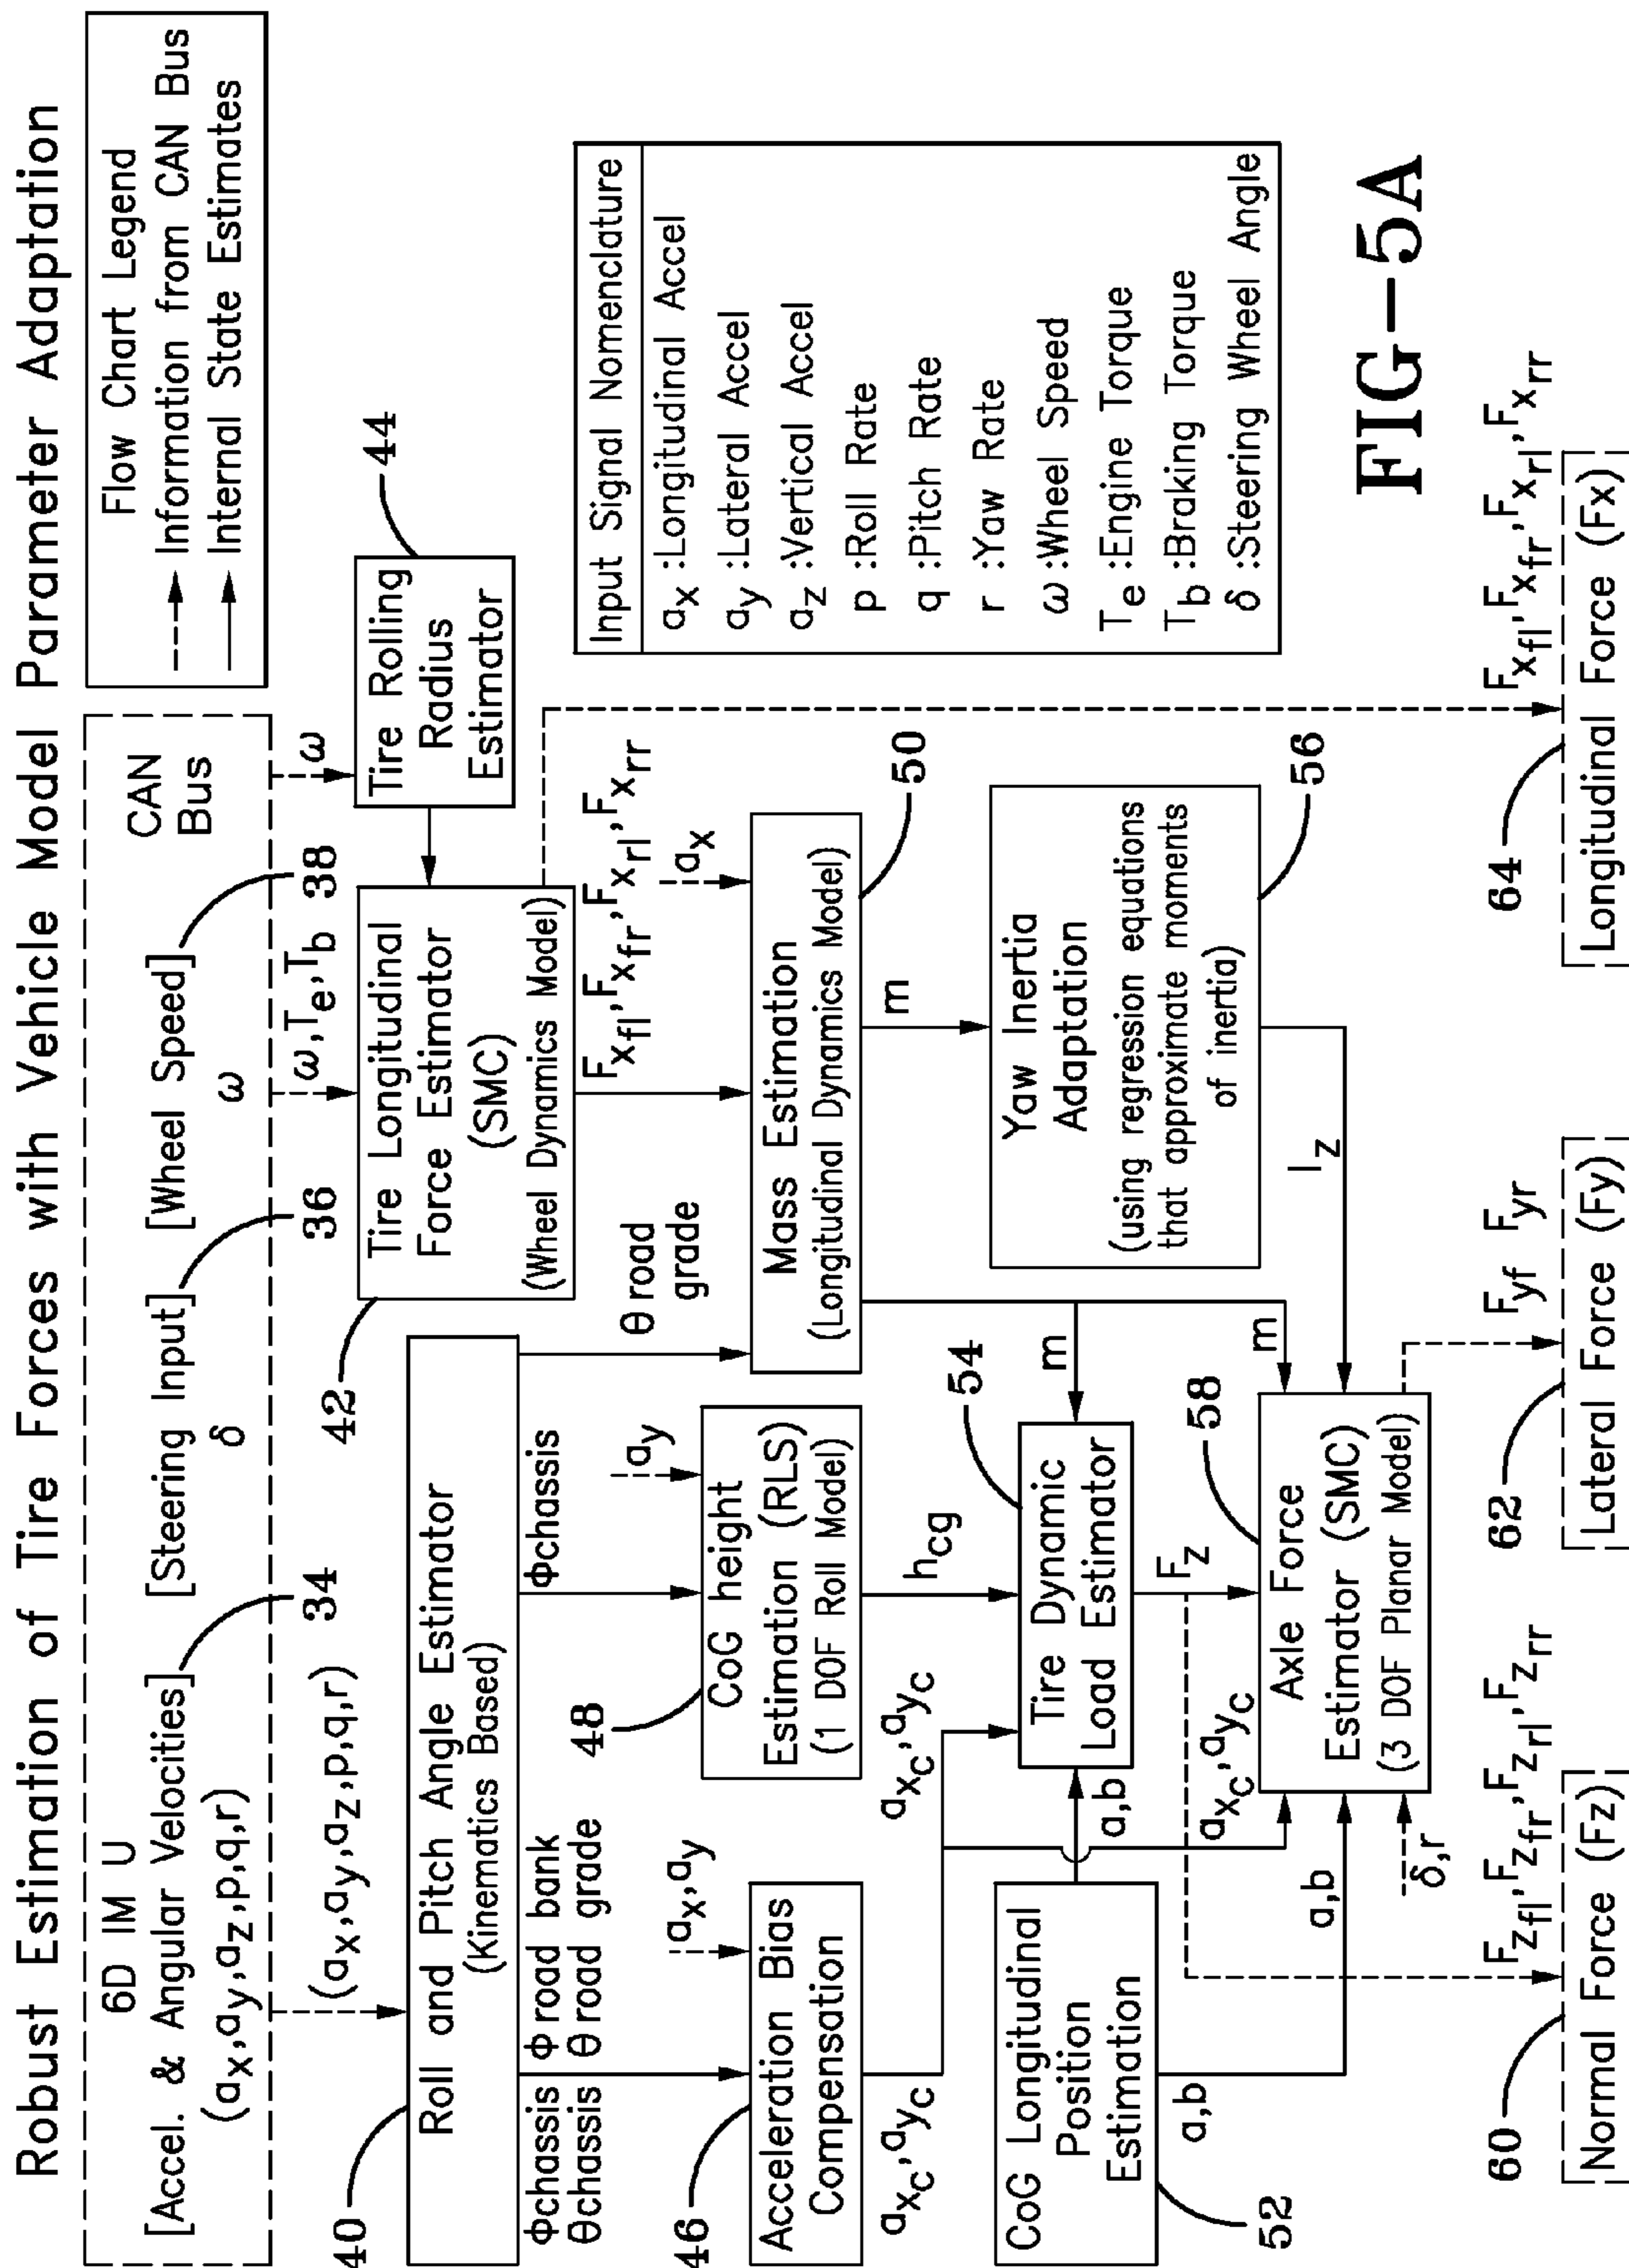 Robust Estimation of Tire Forces with Vehicle Model Parameter Adaptation
Flow Chart Legend
Information from CAN Bus
Internal State Estimates
6D IM U
[Accel. & Angular Velocities]
(ax,ay,az,p,q,r)
34
[Steering Input]
δ
36
[Wheel Speed]
ω
38
CAN
Bus
(ax,ay,az,p,q,r)
ω,Te,Tb
ω
40
Roll and Pitch Angle Estimator
(Kinematics Based)
42
Tire Longitudinal
Force Estimator
(SMC)
(Wheel Dynamics Model)
Tire Rolling
Radius
Estimator
44
Φchassis
θchassis
Φ road bank
θ road grade
ax,ay
Φchassis
ay
θ road
grade
Fxfl,Fxfr,Fxrl,Fxrr
ax
46
Acceleration Bias
Compensation
48
CoG height
Estimation (RLS)
(1 DOF Roll Model)
Mass Estimation
(Longitudinal Dynamics Model)
50
axc,ayc
axc,ayc
hcg
m
m
CoG Longitudinal
Position
Estimation
52
a,b
a,b
Tire Dynamic
Load Estimator
54
Yaw Inertia
Adaptation
(using regression equations
that approximate moments
of inertia)
56
Fz
axc,ayc
a,b
δ,r
m
Iz
Axle Force
Estimator (SMC)
(3 DOF Planar Model)
58
Input Signal Nomenclature
ax :Longitudinal Accel
ay :Lateral Accel
az :Vertical Accel
p :Roll Rate
q :Pitch Rate
r :Yaw Rate
ω :Wheel Speed
Te :Engine Torque
Tb :Braking Torque
δ :Steering Wheel Angle
60
Fzfl,Fzfr,Fzrl,Fzrr
Normal Force (Fz)
62
Fyf Fyr
Lateral Force (Fy)
64
Fxfl,Fxfr,Fxrl,Fxrr
Longitudinal Force (Fx)
FIG-5A